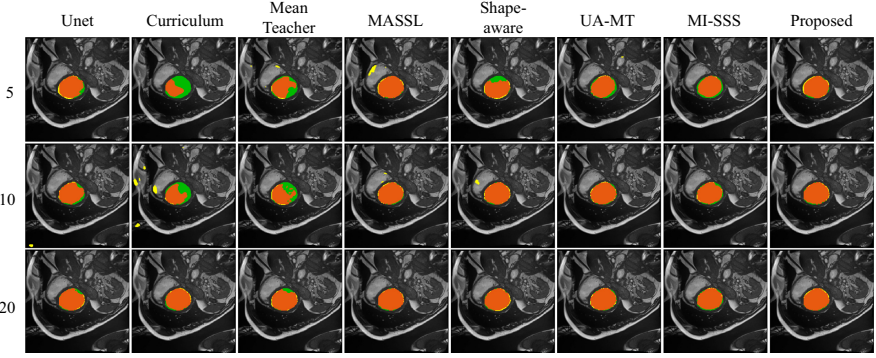 Unet Curriculum Mean Teacher MASSL Shape-aware UA-MT MI-SSS Proposed
5
10
20